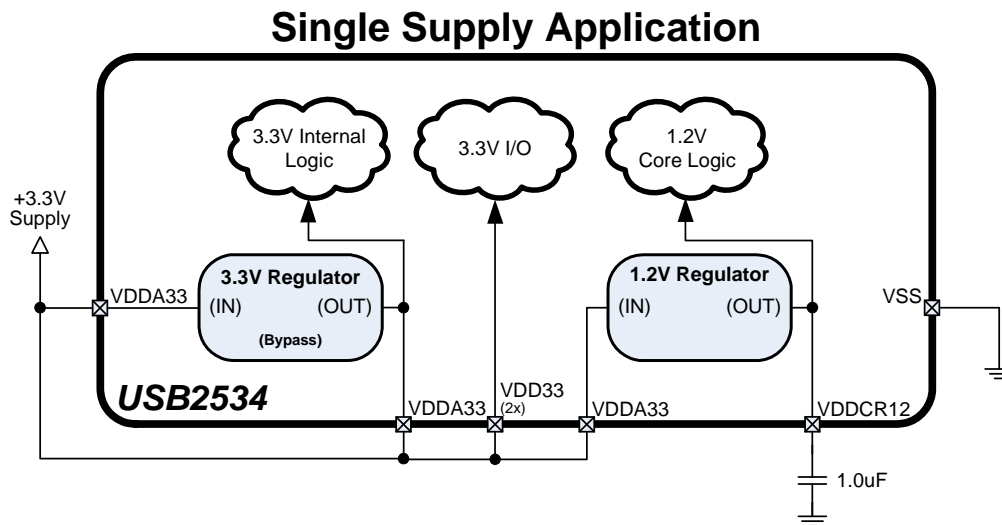 Single Supply Application
3.3V Internal
Logic
3.3V I/O
1.2V
Core Logic
+3.3V
Supply
VDDA33
3.3V Regulator
(IN)
(OUT)
(Bypass)
1.2V Regulator
(IN)
(OUT)
VSS
USB2534
VDDA33
VDD33
(2x)
VDDA33
VDDCR12
1.0uF